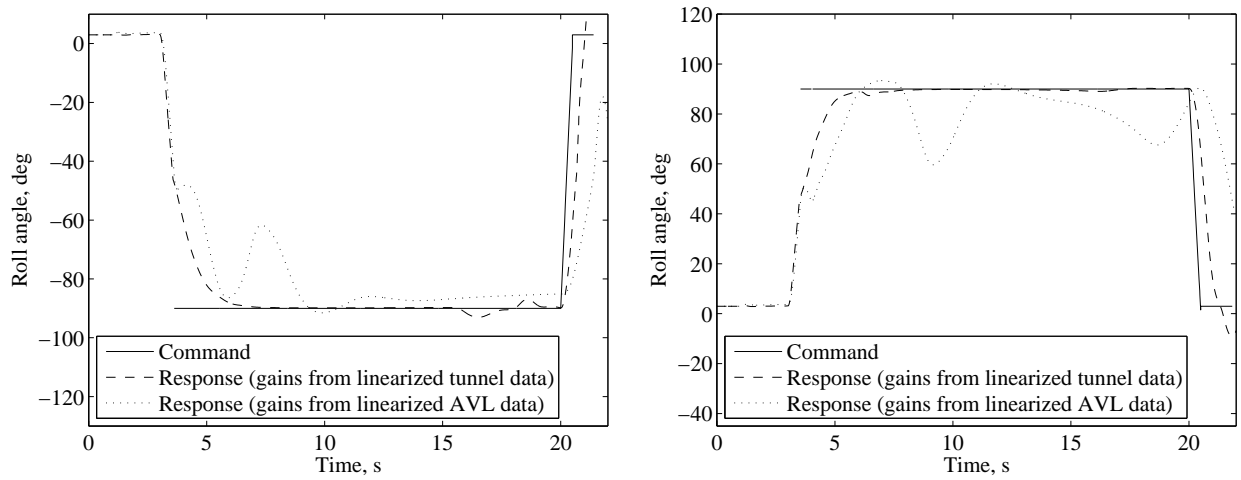 0
−20
−40
−60
−80
−100
−120
Roll angle, deg
Command
Response (gains from linearized tunnel data)
Response (gains from linearized AVL data)
0 5 10 15 20
Time, s
120
100
80
60
40
20
0
−20
−40
Roll angle, deg
Command
Response (gains from linearized tunnel data)
Response (gains from linearized AVL data)
0 5 10 15 20
Time, s